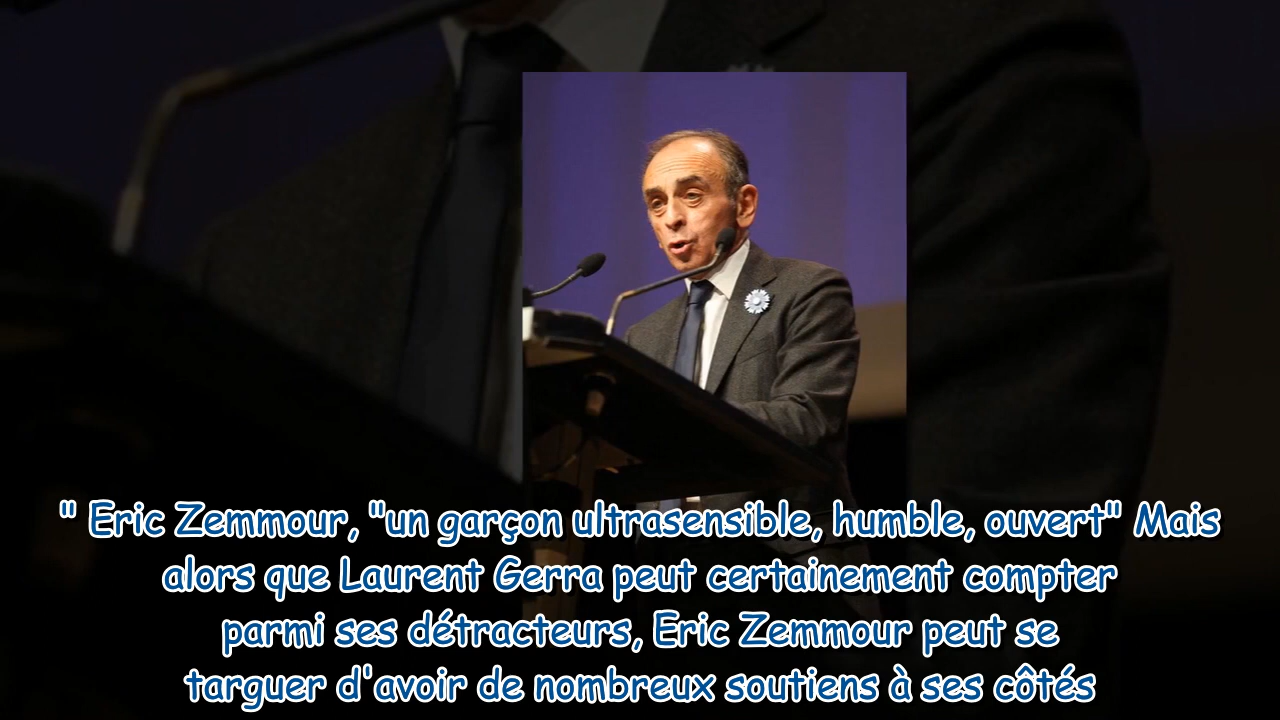 " Eric Zemmour, "un garçon ultrasensible, humble, ouvert" Mais
alors que Laurent Gerra peut certainement compter
parmi ses détracteurs, Eric Zemmour peut se
targuer d'avoir de nombreux soutiens à ses côtés